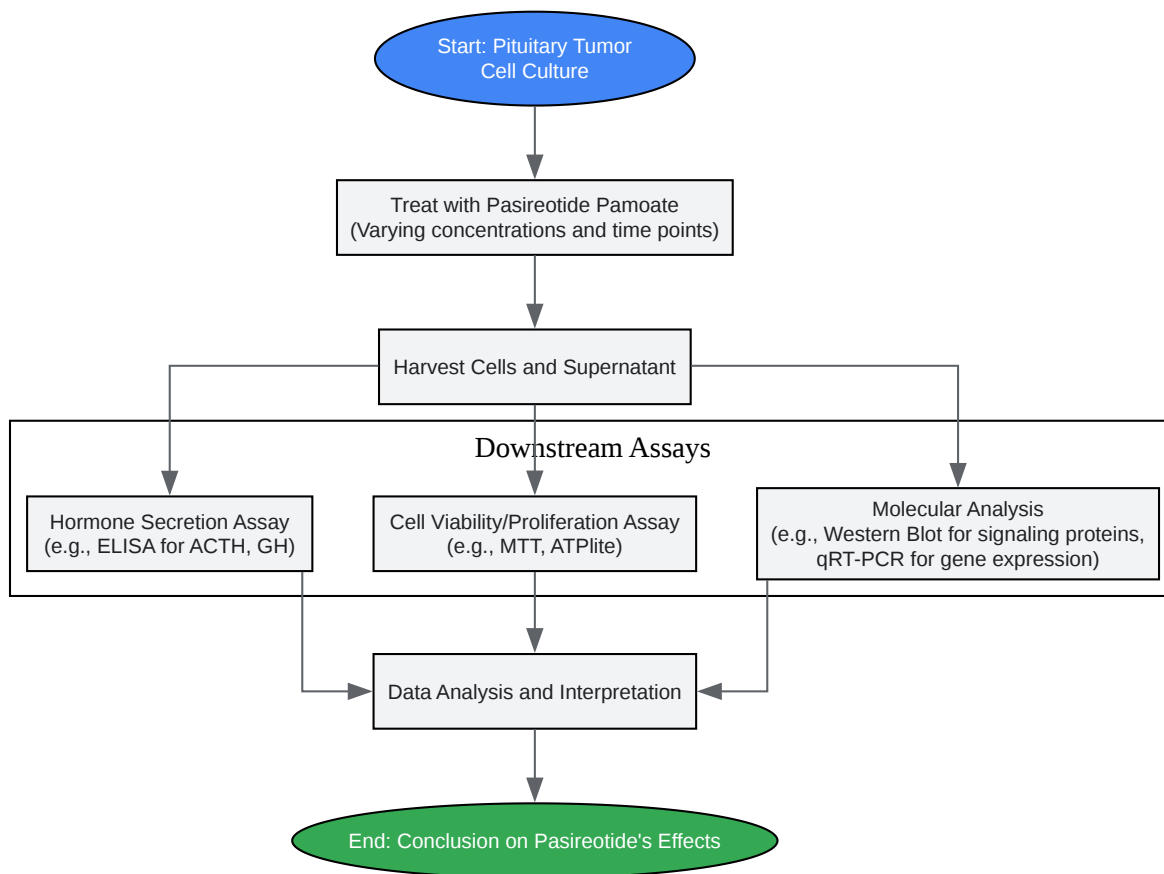 Start: Pituitary Tumor
Cell Culture
Treat with Pasireotide Pamoate
(Varying concentrations and time points)
Harvest Cells and Supernatant
Downstream Assays
Hormone Secretion Assay
(e.g., ELISA for ACTH, GH)
Cell Viability/Proliferation Assay
(e.g., MTT, ATPlite)
Molecular Analysis
(e.g., Western Blot for signaling proteins,
qRT-PCR for gene expression)
Data Analysis and Interpretation
End: Conclusion on Pasireotide's Effects